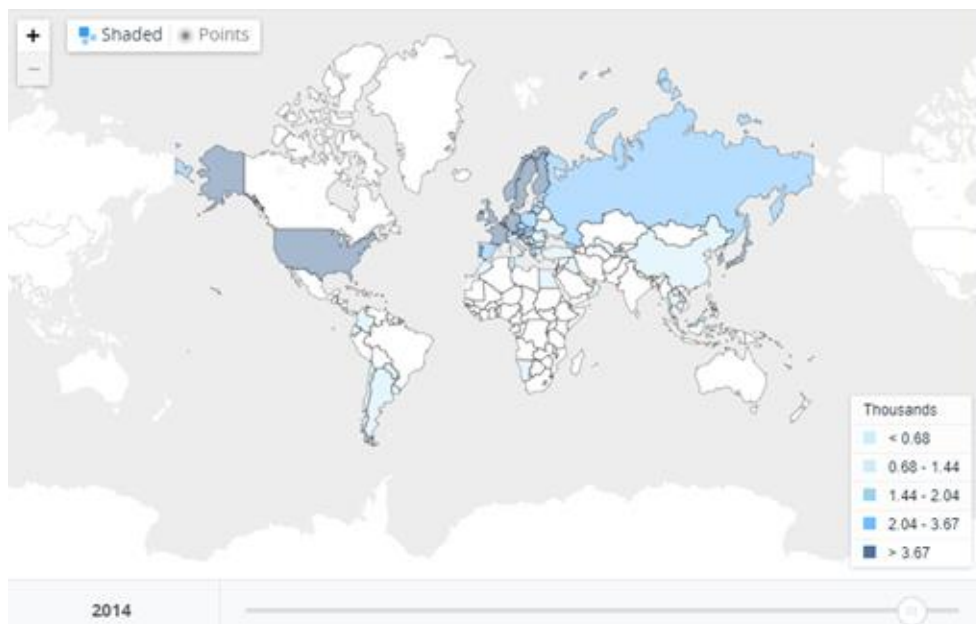 +
Shaded
Points
−
Thousands
< 0.68
0.68 - 1.44
1.44 - 2.04
2.04 - 3.67
> 3.67
2014